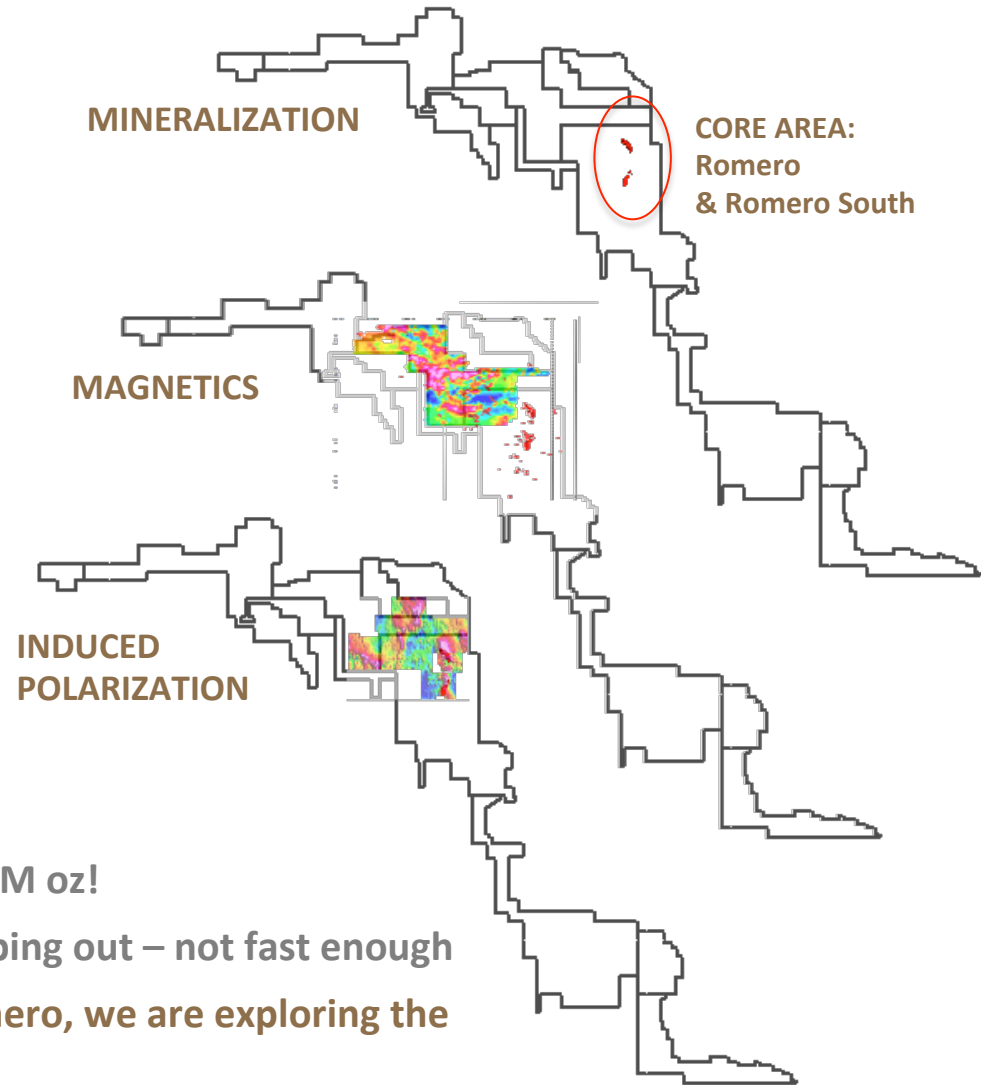 MINERALIZATION
CORE AREA:
Romero
& Romero South
MAGNETICS
INDUCED
POLARIZATION
M oz!
ping out – not fast enough
nero, we are exploring the